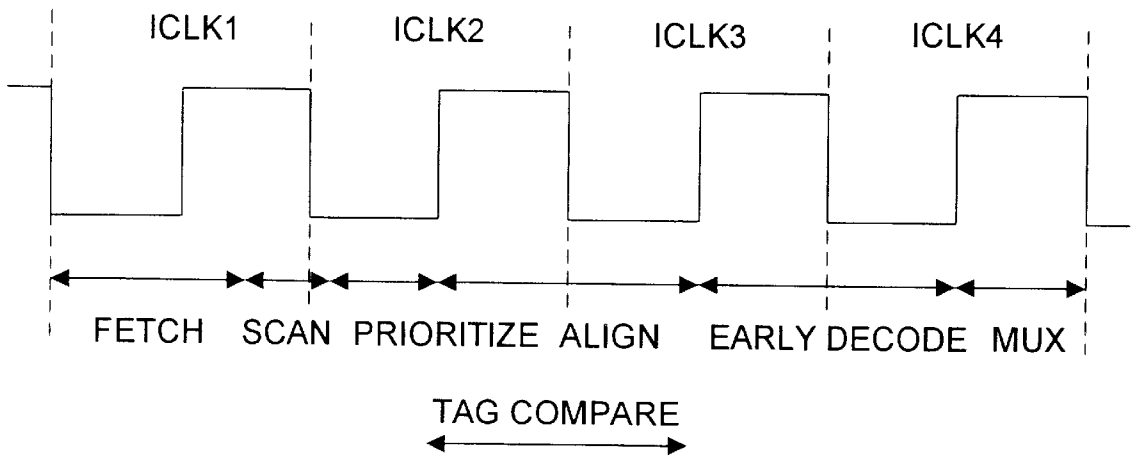 ICLK1 ICLK2 ICLK3 ICLK4
FETCH SCAN PRIORITIZE ALIGN EARLY DECODE MUX
TAG COMPARE